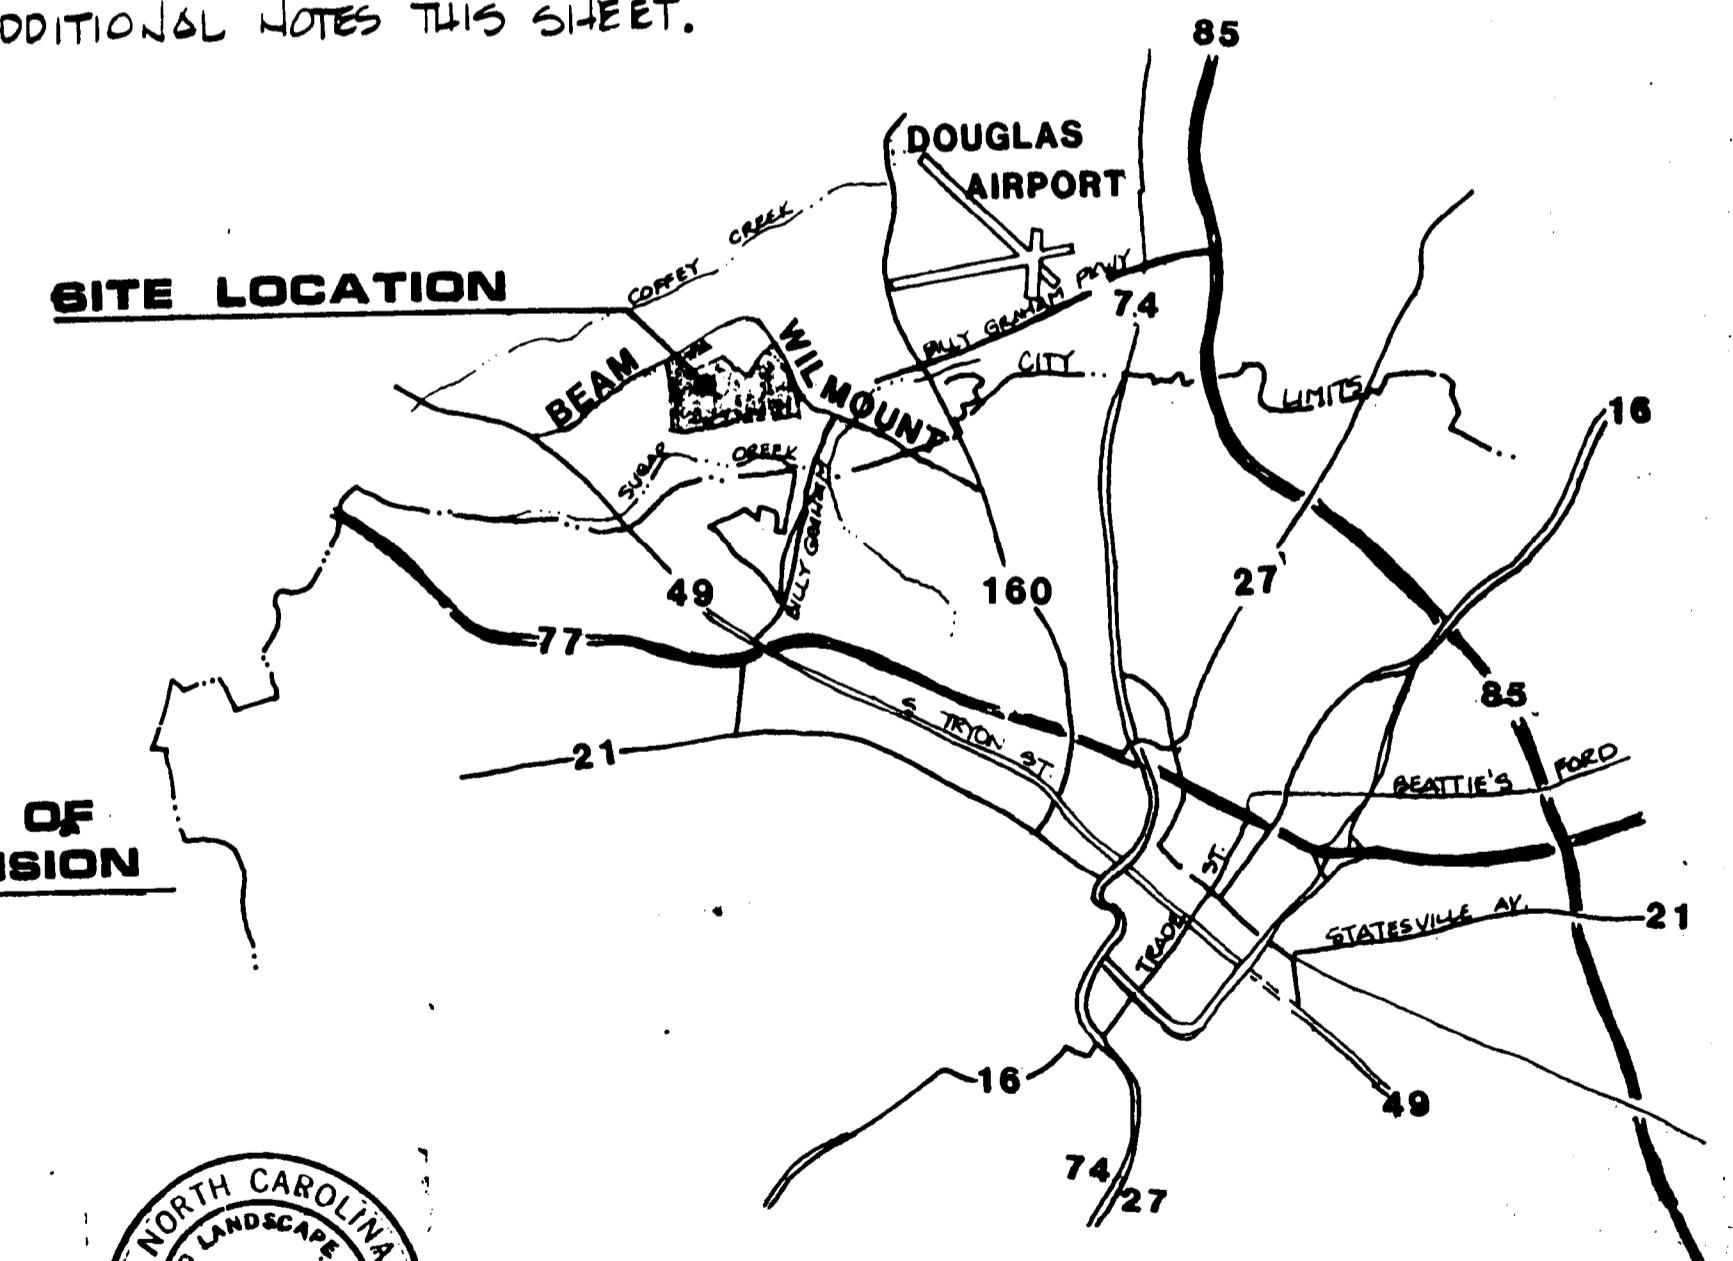 DDITIONAL NOTES THIS SHEET.
85
DOUGLAS
AIRPORT
COFFEY CREEK
SITE LOCATION
BILLY GRAHAM PKWY
74
BEAM
WILMOUNT
CITY LIMITS
16
SUGAR CREEK
BILLY GRAHAM
49
160
27
77
85
S TRYON ST.
21
BEATTIE'S FORD
OF
ISION
TRADE ST.
STATESVILLE AV.
21
16
49
74
27
NORTH CAROLINA
LANDSCAPE